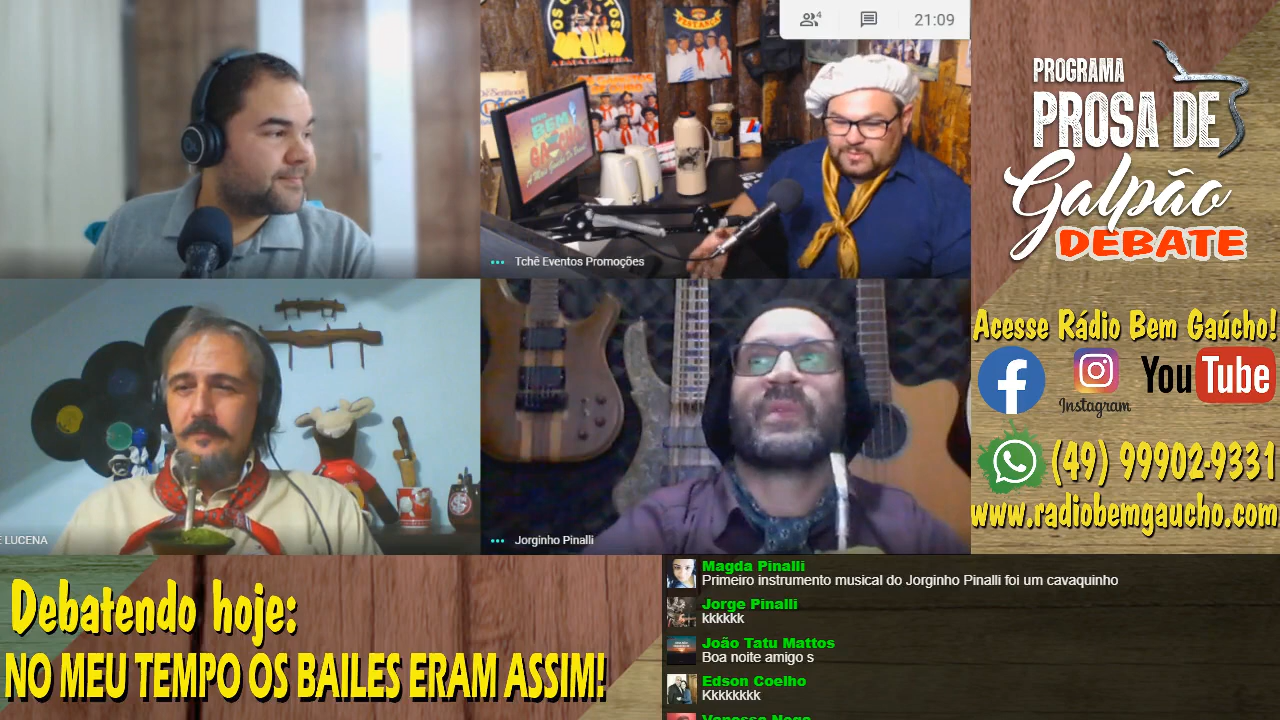 4
21:09
BEM
Tchê Eventos Promoções
E LUCENA
Jorginho Pinalli
PROGRAMA
PROSA DE
Galpão
DEBATE
Acesse Rádio Bem Gaúcho!
Instagram
YouTube
(49) 99902-9331
www.radiobemgaucho.com
Debatendo hoje:
NO MEU TEMPO OS BAILES ERAM ASSIM!
Magda Pinalli
Primeiro instrumento musical do Jorginho Pinalli foi um cavaquinho
Jorge Pinalli
kkkkkk
João Tatu Mattos
Boa noite amigo s
Edson Coelho
Kkkkkkkk